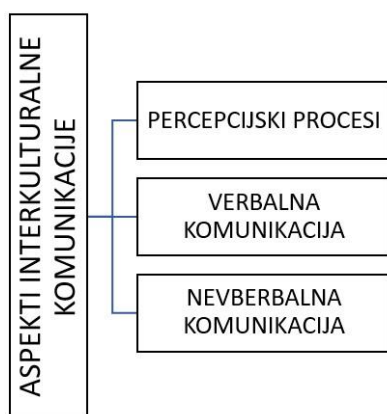 ASPEKTI INTERKULTURALNE
KOMUNIKACIJE
PERCEPCIJSKI PROCESI
VERBALNA
KOMUNIKACIJA
NEVBERBALNA
KOMUNIKACIJA